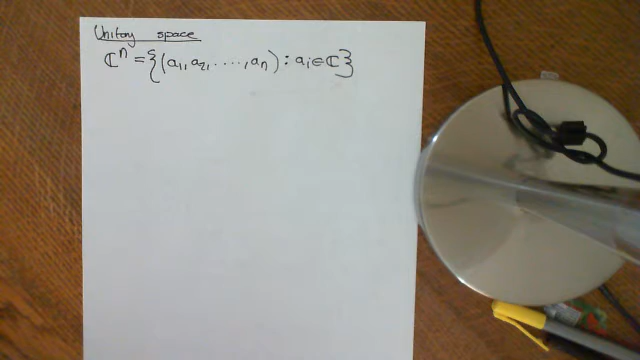 Unitary space
ℂⁿ = {(a₁, a₂, ...., aₙ) : aᵢ ∈ ℂ}